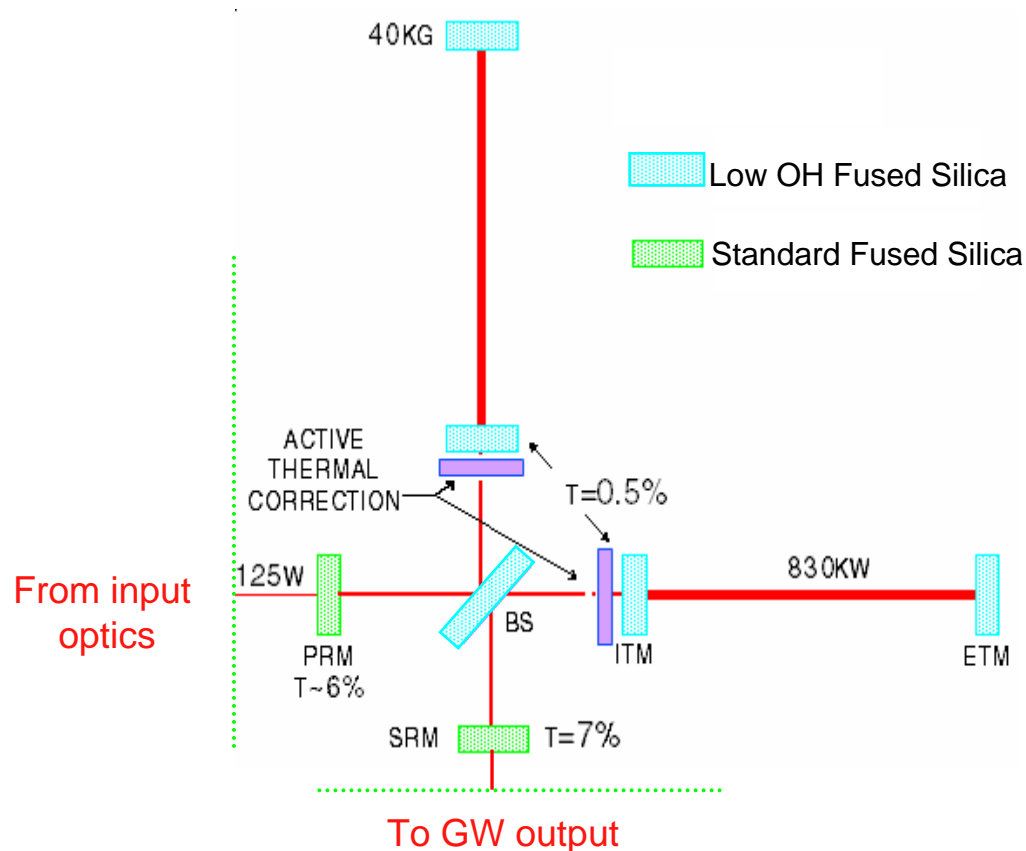 40KG
Low OH Fused Silica
Standard Fused Silica
ACTIVE
THERMAL
CORRECTION
T=0.5%
From input
optics
125W
PRM
T~6%
BS
ITM
830KW
ETM
SRM
T=7%
To GW output